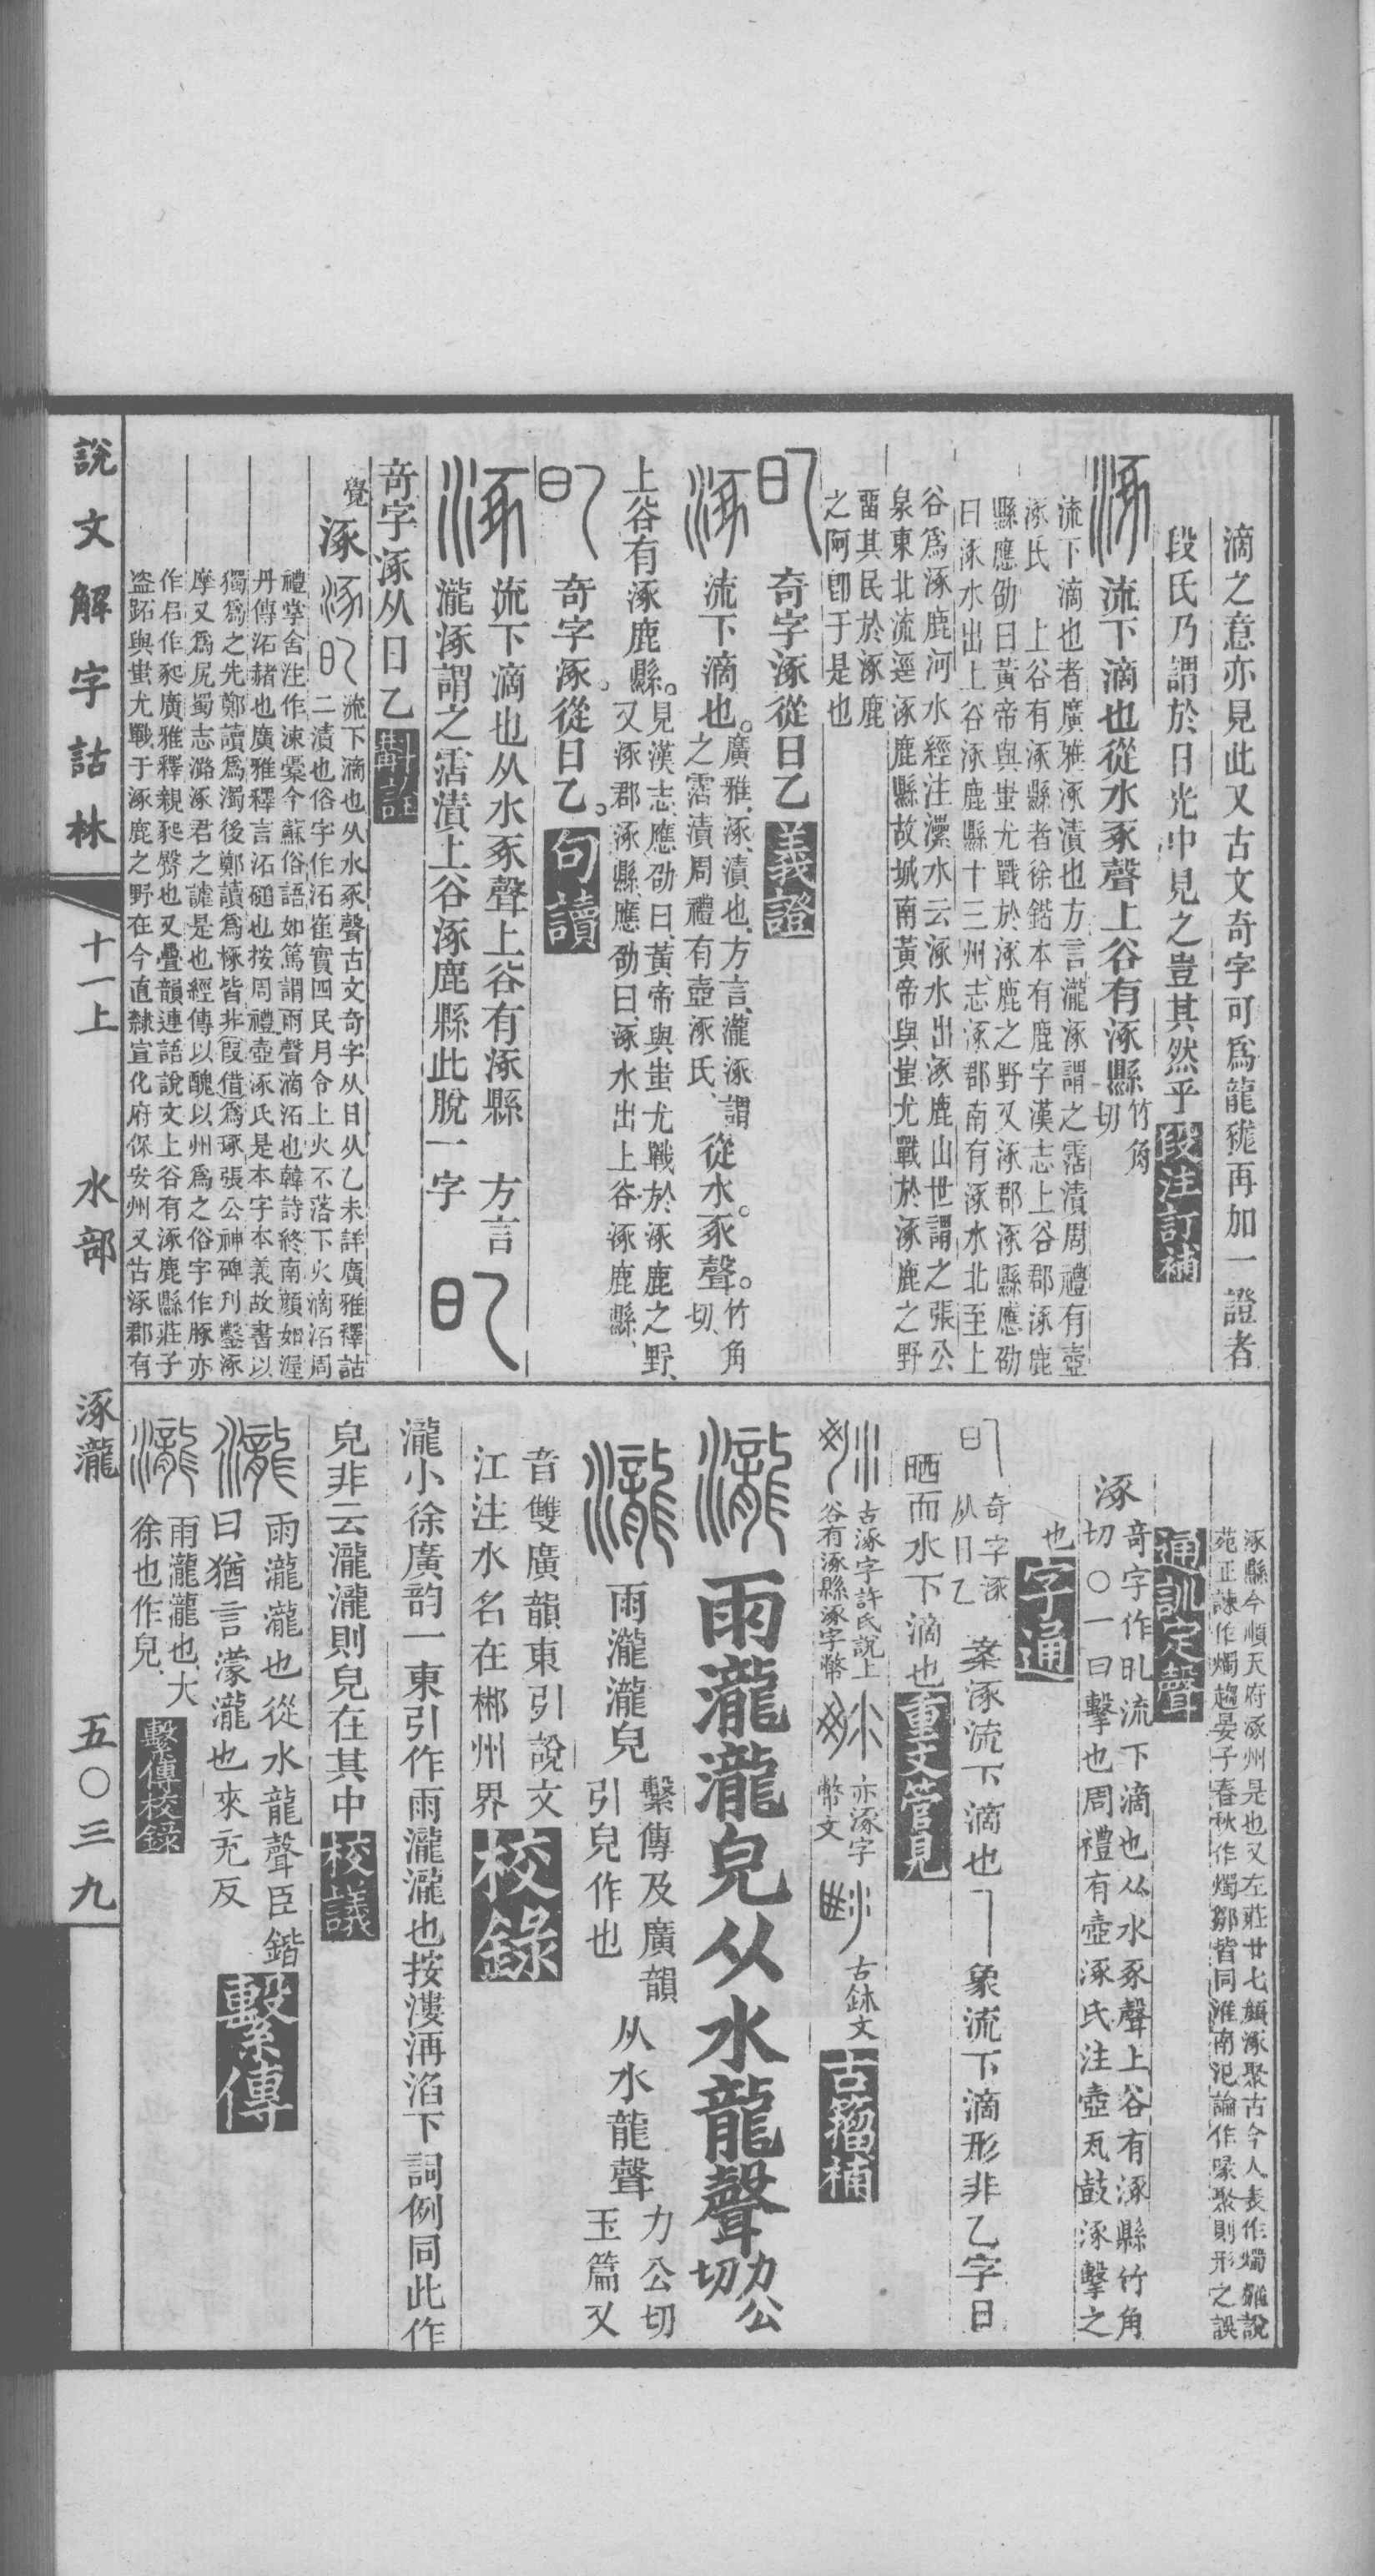 滴之意亦見此又古文奇字可爲龍籠再加一證者
段氏乃謂於日光中見之豈其然乎 段注訂補
流下滴也從水豖聲上谷有涿縣 竹角切
流下滴也者廣雅涿漬也方言瀧涿謂之霑漬周禮有壺
涿氏 上谷有涿縣者徐鍇本有鹿字漢志上谷郡涿鹿
縣應劭曰黃帝與蚩尤戰於涿鹿之野又涿郡涿縣應劭
曰涿水出上谷涿鹿縣十三州志涿郡南有涿水北至上
谷爲涿鹿河水經注㶟水云涿水出涿鹿山世謂之張公
泉東北流逕涿鹿縣故城南黃帝與蚩尤戰於涿鹿之野
畱其民於涿鹿
之阿卽于是也
奇字涿從日乙 義證
流下滴也。廣雅、涿、漬也、方言、瀧涿謂
之霑漬周禮有壺涿氏、 從水。豖聲。竹角切、
上谷有涿鹿縣。見漢志、應劭曰、黃帝與蚩尤戰於涿鹿之野、
又涿郡涿縣、應劭曰、涿水出上谷涿鹿縣、
奇字涿。從日乙。 句讀
流下滴也从水豖聲上谷有涿縣 方言
瀧涿謂之霑漬上谷涿鹿縣此脫一字
奇字涿从日乙 斠詮
覺 涿 流下滴也从水豖聲古文奇字从日从乙未詳廣雅釋詁
二漬也俗字作沰崔寔四民月令上火不落下火滴沰周
禮掌舍注作涑橐今蘇俗語如篤謂雨聲滴沰也韓詩終南顏如渥
丹傳沰赭也廣雅釋言沰磓也按周禮壺涿氏是本字本義故書以
獨爲之先鄭讀爲濁後鄭讀爲椓皆非叚借爲琢張公神碑刊鑿涿
摩又爲尻蜀志潞涿君之謔是也經傳以醜以州爲之俗字作豚亦
作𡰪作豥廣雅釋親豥臀也又疊韻連語說文上谷有涿鹿縣莊子
盜跖與蚩尤戰于涿鹿之野在今直隸宣化府保安州又古涿郡有
涿縣今順天府涿州是也又左莊廿七顏涿聚古今人表作燭雛說
苑正諫作燭趨晏子春秋作燭鄒皆同淮南氾論作喙聚則形之誤
通訓定聲
涿 奇字作㲋流下滴也从水豖聲上谷有涿縣竹角
切〇一曰擊也周禮有壺涿氏注壺瓦鼓涿擊之
也 字通
奇字涿从日乙 案涿流下滴也㇕象流下滴形非乙字日
晒而水下滴也 重文管見
古涿字許氏說上谷有涿縣涿字幣 亦涿字幣文 古鉥文 古籀補
雨瀧瀧皃从水龍聲 力公切
雨瀧瀧皃 繫傳及廣韻引皃作也 从水龍聲 力公切玉篇又
音雙廣韻東引說文
江注水名在郴州界 校錄
瀧小徐廣韵一東引作雨瀧瀧也按漊洅淊下詞例同此作
皃非云瀧瀧則皃在其中 校議
雨瀧瀧也從水龍聲臣鍇
曰猶言濛瀧也來充反 繫傳
雨瀧瀧也、大徐也作皃、 繫傳校錄
說文解字詁林 十一上 水部 涿瀧 五〇三九